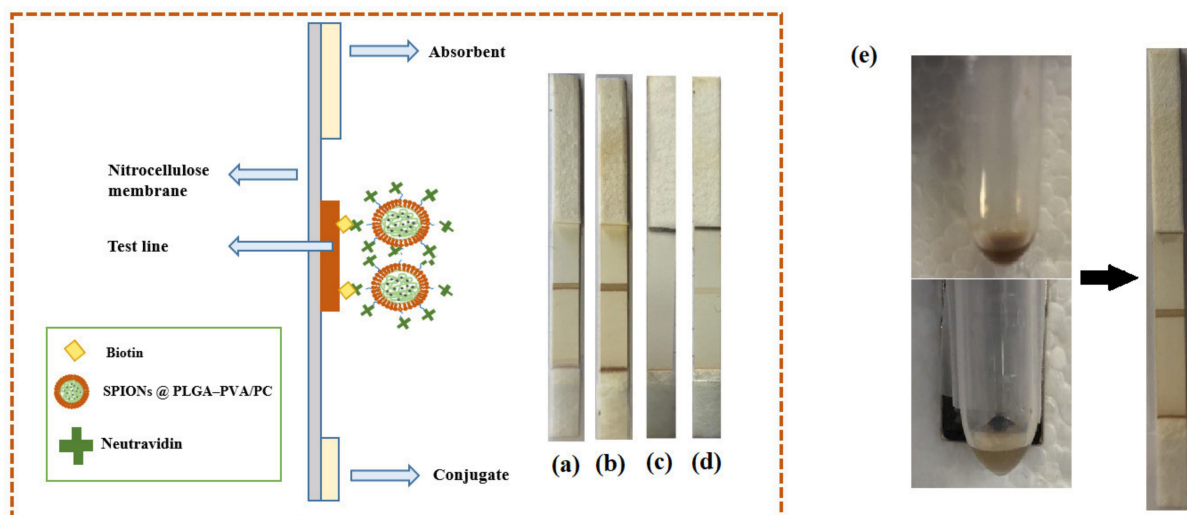 Absorbent
Nitrocellulose
membrane
Test line
Biotin
SPIONs @ PLGA–PVA/PC
Neutravidin
Conjugate
(a) (b) (c) (d)
(e)